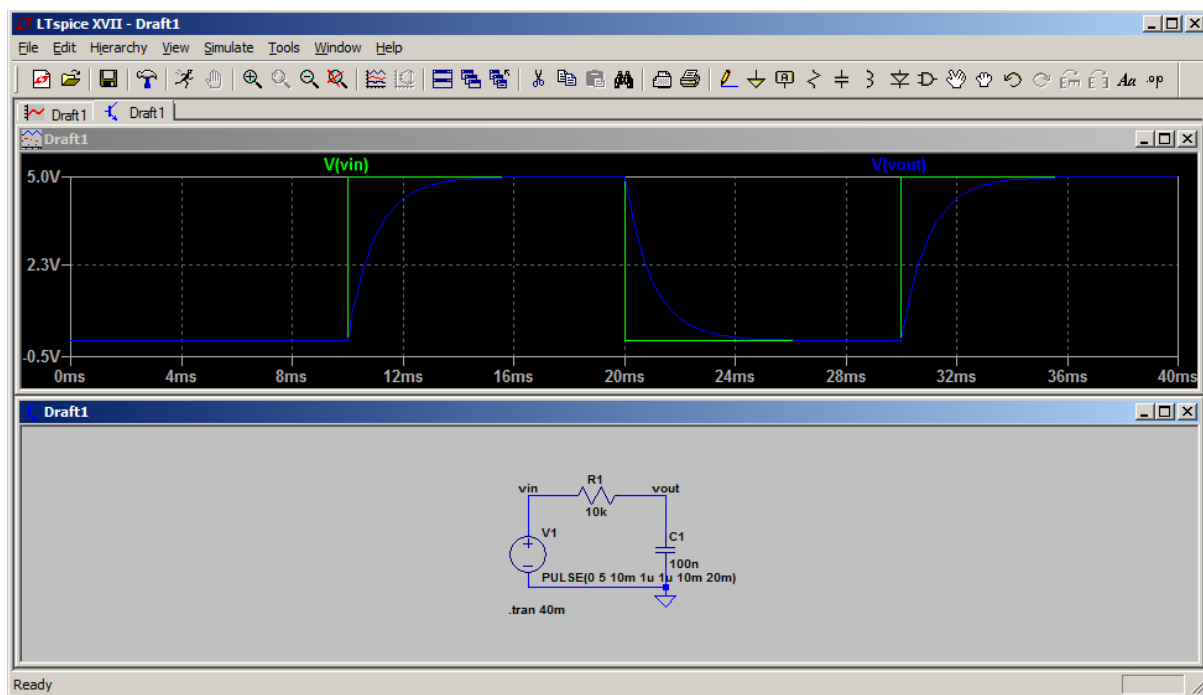 LTspice XVII - Draft1
File Edit Hierarchy View Simulate Tools Window Help
Aa .op
Draft1 Draft1
Draft1
V(vin) V(vout)
5.0V
2.3V
-0.5V
0ms 4ms 8ms 12ms 16ms 20ms 24ms 28ms 32ms 36ms 40ms
Draft1
R1
vin vout
10k
V1 C1
100n
PULSE(0 5 10m 1u 1u 10m 20m)
.tran 40m
Ready